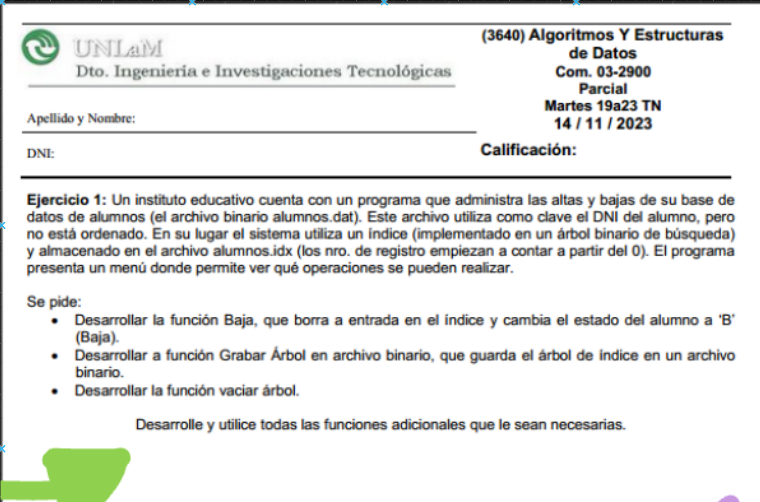 UNLaM
Dto. Ingeniería e Investigaciones Tecnológicas
(3640) Algoritmos Y Estructuras
de Datos
Com. 03-2900
Parcial
Martes 19a23 TN
14 / 11 / 2023
Apellido y Nombre:
DNI:
Calificación:
Ejercicio 1: Un instituto educativo cuenta con un programa que administra las altas y bajas de su base de
datos de alumnos (el archivo binario alumnos.dat). Este archivo utiliza como clave el DNI del alumno, pero
no está ordenado. En su lugar el sistema utiliza un índice (implementado en un árbol binario de búsqueda)
y almacenado en el archivo alumnos.idx (los nro. de registro empiezan a contar a partir del 0). El programa
presenta un menú donde permite ver qué operaciones se pueden realizar.
Se pide:
• Desarrollar la función Baja, que borra a entrada en el índice y cambia el estado del alumno a 'B'
(Baja).
• Desarrollar a función Grabar Árbol en archivo binario, que guarda el árbol de índice en un archivo
binario.
• Desarrollar la función vaciar árbol.
Desarrolle y utilice todas las funciones adicionales que le sean necesarias.